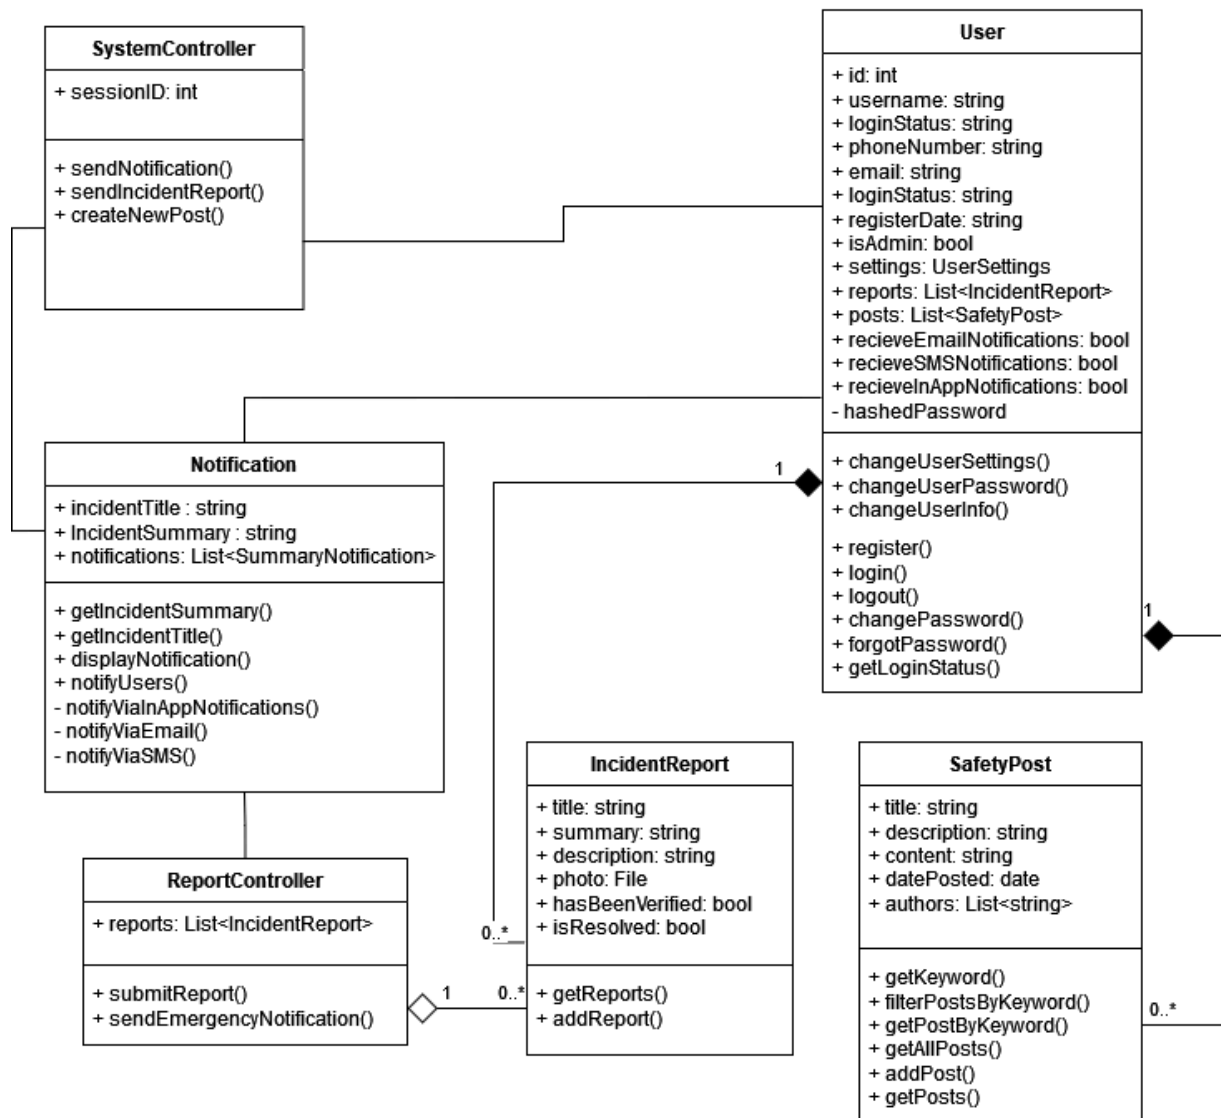 SystemController
+ sessionID: int
+ sendNotification()
+ sendIncidentReport()
+ createNewPost()
User
+ id: int
+ username: string
+ loginStatus: string
+ phoneNumber: string
+ email: string
+ loginStatus: string
+ registerDate: string
+ isAdmin: bool
+ settings: UserSettings
+ reports: List<IncidentReport>
+ posts: List<SafetyPost>
+ recieveEmailNotifications: bool
+ recieveSMSNotifications: bool
+ recieveInAppNotifications: bool
- hashedPassword
+ changeUserSettings()
+ changeUserPassword()
+ changeUserInfo()
+ register()
+ login()
+ logout()
+ changePassword()
+ forgotPassword()
+ getLoginStatus()
1
1
Notification
+ incidentTitle : string
+ IncidentSummary : string
+ notifications: List<SummaryNotification>
+ getIncidentSummary()
+ getIncidentTitle()
+ displayNotification()
+ notifyUsers()
- notifyViaInAppNotifications()
- notifyViaEmail()
- notifyViaSMS()
ReportController
+ reports: List<IncidentReport>
+ submitReport()
+ sendEmergencyNotification()
1
0..*
0..*
IncidentReport
+ title: string
+ summary: string
+ description: string
+ photo: File
+ hasBeenVerified: bool
+ isResolved: bool
+ getReports()
+ addReport()
SafetyPost
+ title: string
+ description: string
+ content: string
+ datePosted: date
+ authors: List<string>
+ getKeyword()
+ filterPostsByKeyword()
+ getPostByKeyword()
+ getAllPosts()
+ addPost()
+ getPosts()
0..*